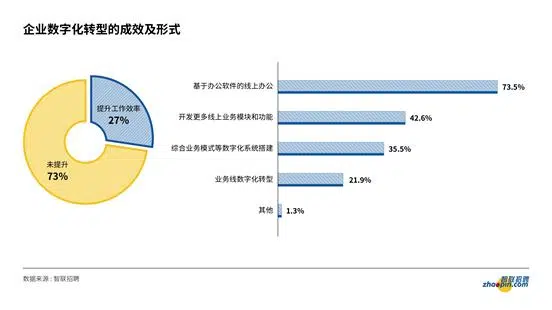 企业数字化转型的成效及形式
提升工作效率
27%
未提升
73%
基于办公软件的线上办公
73.5%
开发更多线上业务模块和功能
42.6%
综合业务模式等数字化系统搭建
35.5%
业务线数字化转型
21.9%
其他
1.3%
数据来源：智联招聘
智联招聘
zhaopin.com